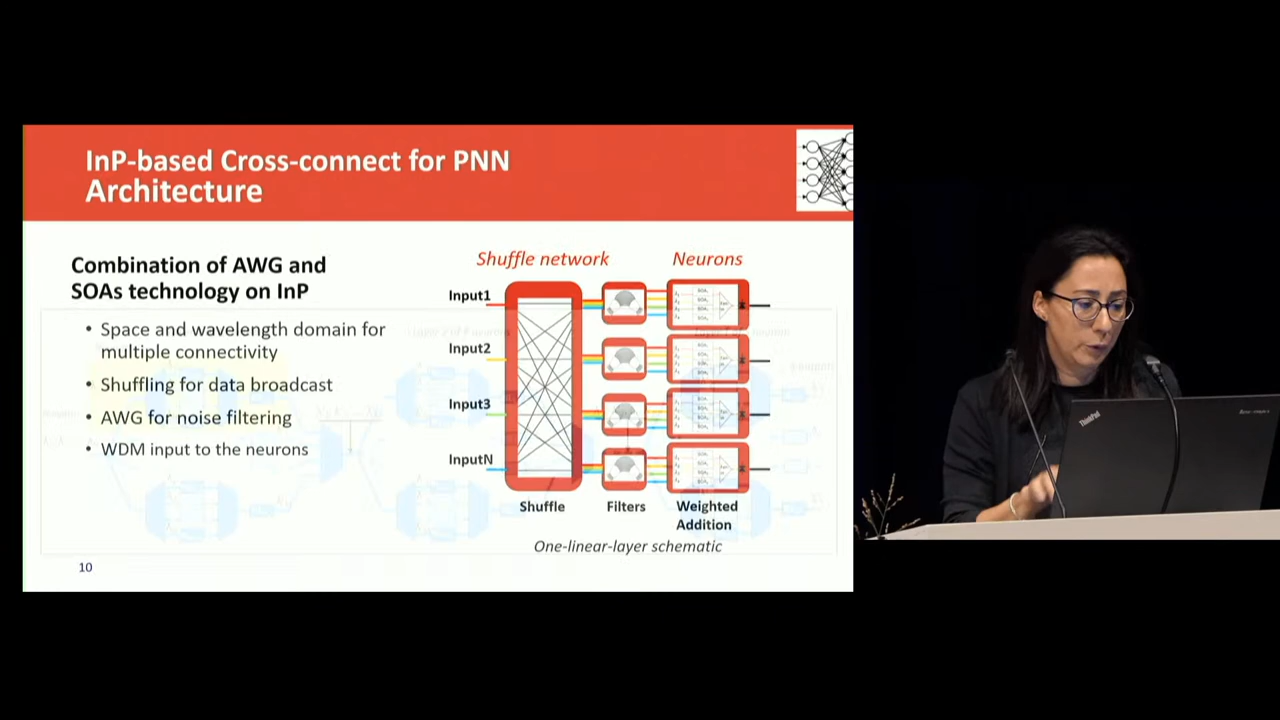 InP-based Cross-connect for PNN
Architecture
Combination of AWG and
SOAs technology on InP
• Space and wavelength domain for
multiple connectivity
• Shuffling for data broadcast
• AWG for noise filtering
• WDM input to the neurons
Shuffle network
Neurons
Input1
Input2
Input3
InputN
Shuffle
Filters
Weighted
Addition
One-linear-layer schematic
10
ThinkPad